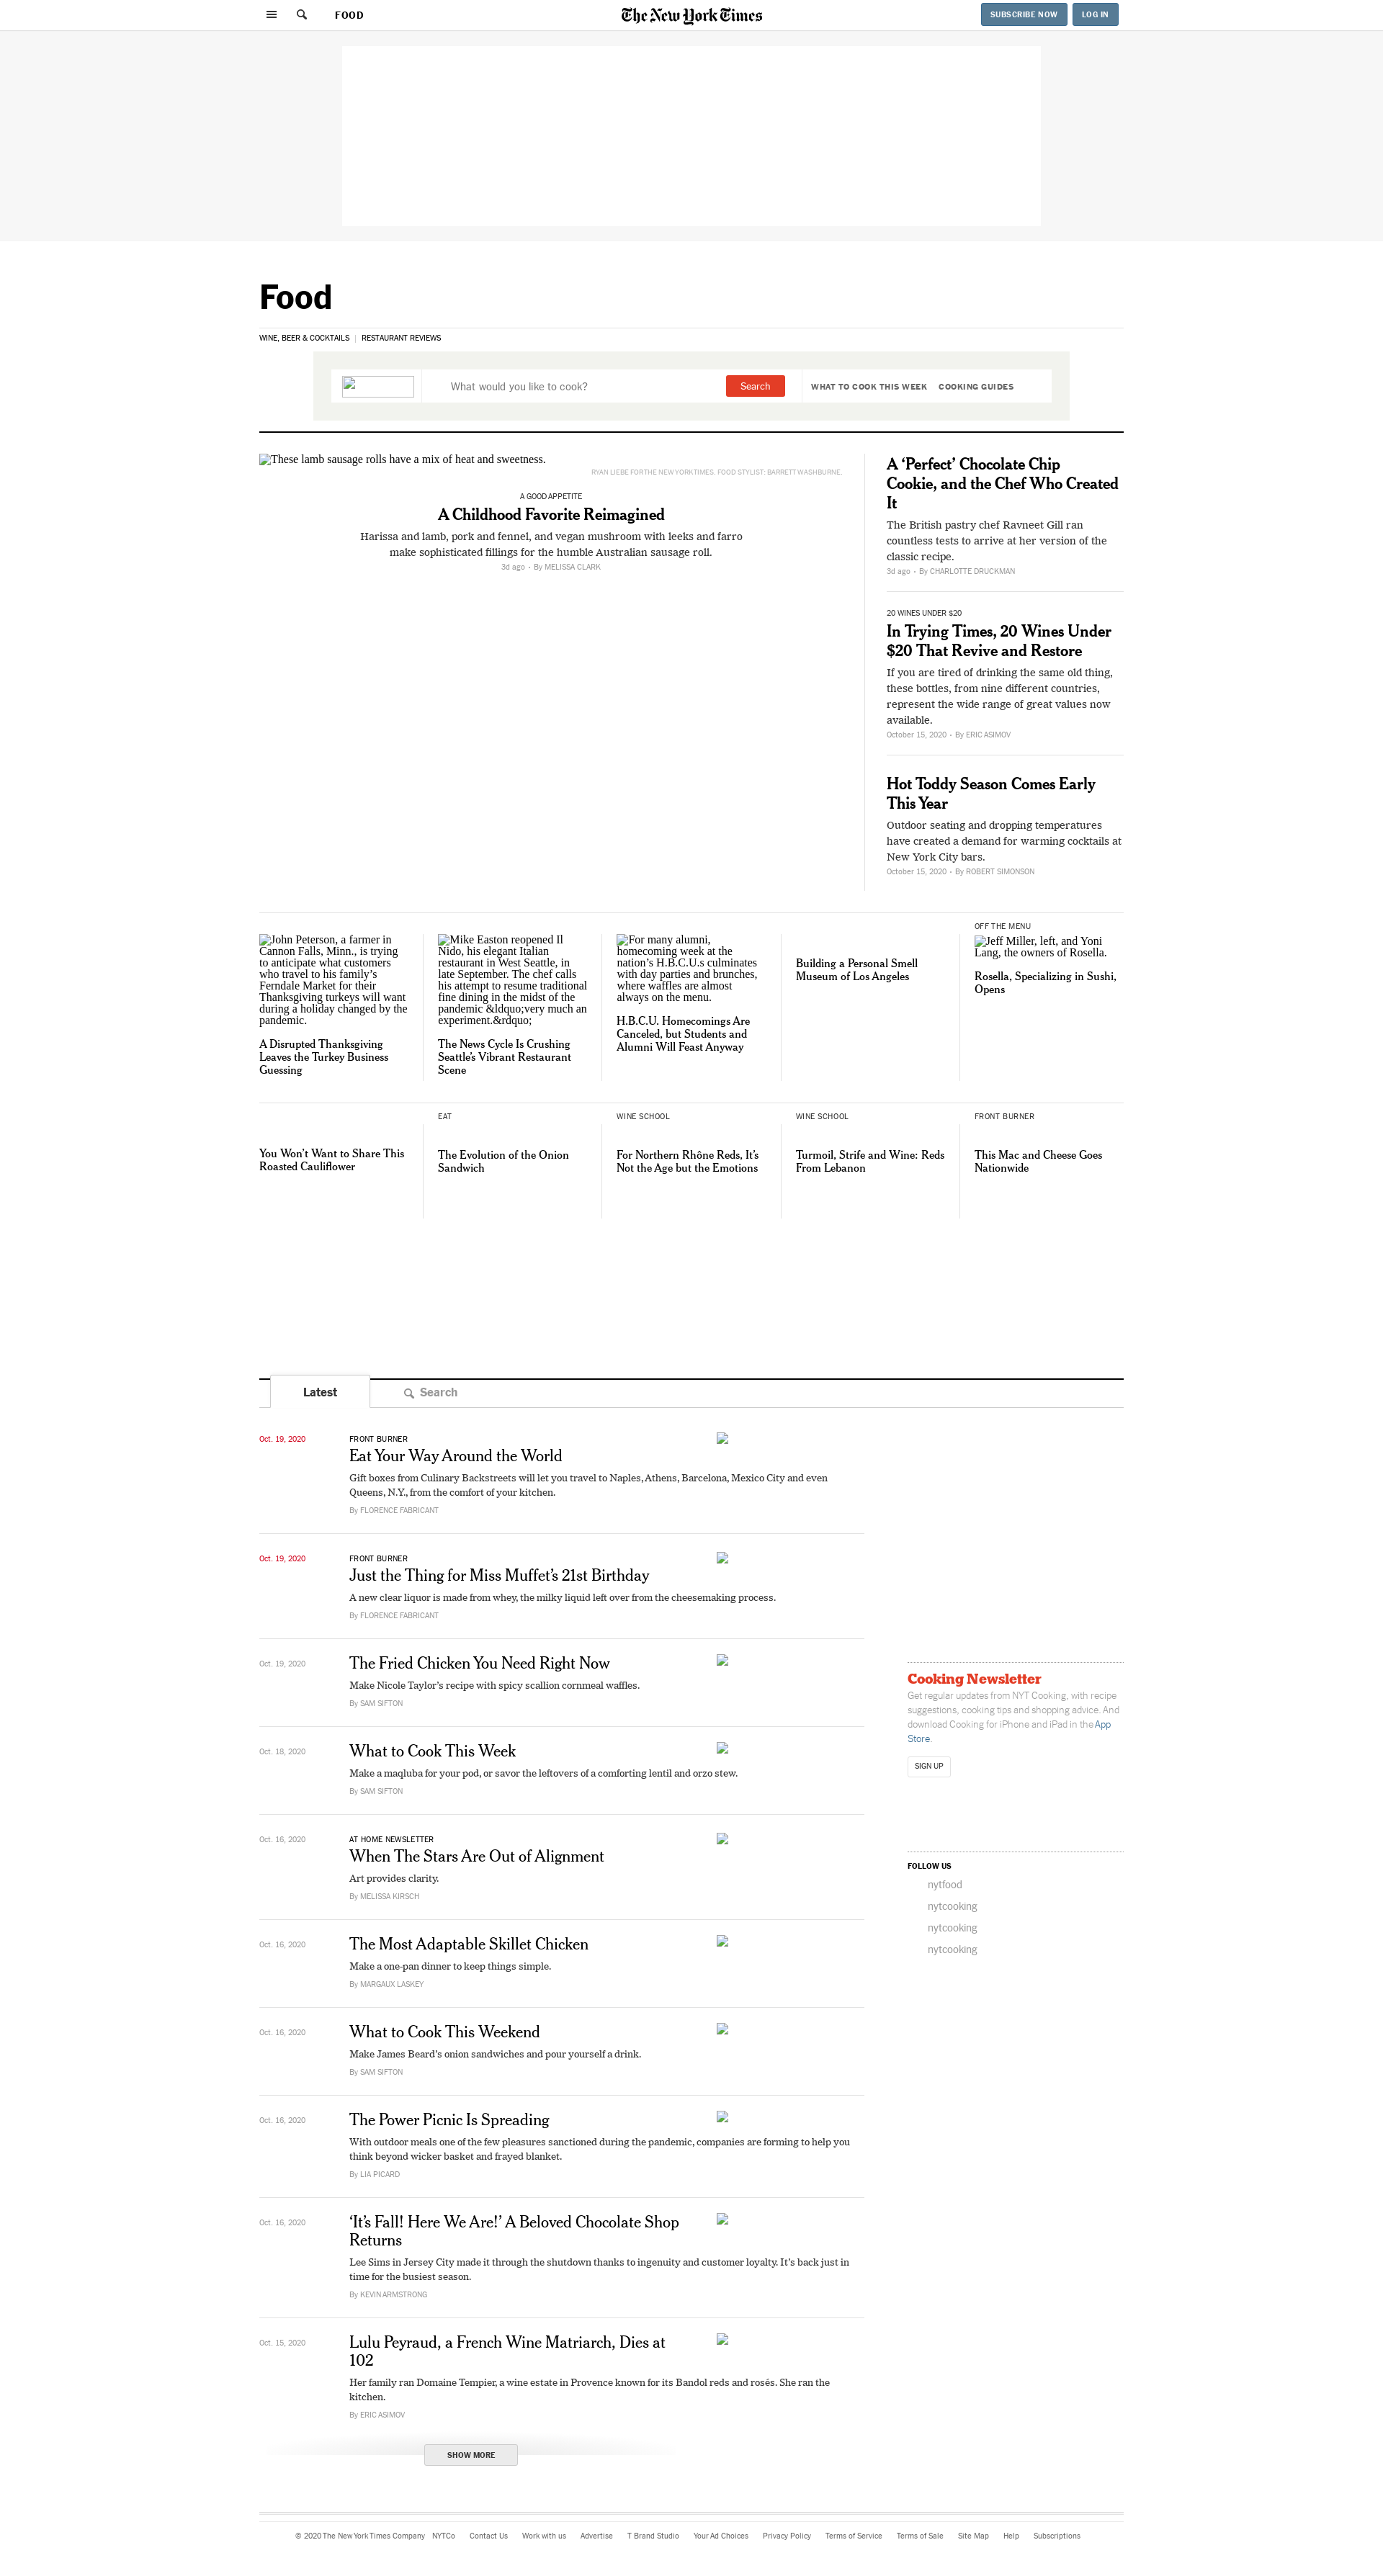 FOOD
The New York Times
SUBSCRIBE NOW
LOG IN
Food
WINE, BEER & COCKTAILS
RESTAURANT REVIEWS
What would you like to cook?
Search
WHAT TO COOK THIS WEEK
COOKING GUIDES
These lamb sausage rolls have a mix of heat and sweetness.
RYAN LIEBE FOR THE NEW YORK TIMES. FOOD STYLIST: BARRETT WASHBURNE.
A GOOD APPETITE
A Childhood Favorite Reimagined
Harissa and lamb, pork and fennel, and vegan mushroom with leeks and farro
make sophisticated fillings for the humble Australian sausage roll.
3d ago • By MELISSA CLARK
A ‘Perfect’ Chocolate Chip
Cookie, and the Chef Who Created
It
The British pastry chef Ravneet Gill ran
countless tests to arrive at her version of the
classic recipe.
3d ago • By CHARLOTTE DRUCKMAN
20 WINES UNDER $20
In Trying Times, 20 Wines Under
$20 That Revive and Restore
If you are tired of drinking the same old thing,
these bottles, from nine different countries,
represent the wide range of great values now
available.
October 15, 2020 • By ERIC ASIMOV
Hot Toddy Season Comes Early
This Year
Outdoor seating and dropping temperatures
have created a demand for warming cocktails at
New York City bars.
October 15, 2020 • By ROBERT SIMONSON
John Peterson, a farmer in
Cannon Falls, Minn., is trying
to anticipate what customers
who travel to his family’s
Ferndale Market for their
Thanksgiving turkeys will want
during a holiday changed by the
pandemic.
A Disrupted Thanksgiving
Leaves the Turkey Business
Guessing
Mike Easton reopened Il
Nido, his elegant Italian
restaurant in West Seattle, in
late September. The chef calls
his attempt to resume traditional
fine dining in the midst of the
pandemic &ldquo;very much an
experiment.&rdquo;
The News Cycle Is Crushing
Seattle’s Vibrant Restaurant
Scene
For many alumni,
homecoming week at the
nation’s H.B.C.U.s culminates
with day parties and brunches,
where waffles are almost
always on the menu.
H.B.C.U. Homecomings Are
Canceled, but Students and
Alumni Will Feast Anyway
Building a Personal Smell
Museum of Los Angeles
OFF THE MENU
Jeff Miller, left, and Yoni
Lang, the owners of Rosella.
Rosella, Specializing in Sushi,
Opens
You Won’t Want to Share This
Roasted Cauliflower
EAT
The Evolution of the Onion
Sandwich
WINE SCHOOL
For Northern Rhône Reds, It’s
Not the Age but the Emotions
WINE SCHOOL
Turmoil, Strife and Wine: Reds
From Lebanon
FRONT BURNER
This Mac and Cheese Goes
Nationwide
Latest
Search
Oct. 19, 2020
FRONT BURNER
Eat Your Way Around the World
Gift boxes from Culinary Backstreets will let you travel to Naples, Athens, Barcelona, Mexico City and even
Queens, N.Y., from the comfort of your kitchen.
By FLORENCE FABRICANT
Oct. 19, 2020
FRONT BURNER
Just the Thing for Miss Muffet’s 21st Birthday
A new clear liquor is made from whey, the milky liquid left over from the cheesemaking process.
By FLORENCE FABRICANT
Oct. 19, 2020
The Fried Chicken You Need Right Now
Make Nicole Taylor’s recipe with spicy scallion cornmeal waffles.
By SAM SIFTON
Oct. 18, 2020
What to Cook This Week
Make a maqluba for your pod, or savor the leftovers of a comforting lentil and orzo stew.
By SAM SIFTON
Oct. 16, 2020
AT HOME NEWSLETTER
When The Stars Are Out of Alignment
Art provides clarity.
By MELISSA KIRSCH
Oct. 16, 2020
The Most Adaptable Skillet Chicken
Make a one-pan dinner to keep things simple.
By MARGAUX LASKEY
Oct. 16, 2020
What to Cook This Weekend
Make James Beard’s onion sandwiches and pour yourself a drink.
By SAM SIFTON
Oct. 16, 2020
The Power Picnic Is Spreading
With outdoor meals one of the few pleasures sanctioned during the pandemic, companies are forming to help you
think beyond wicker basket and frayed blanket.
By LIA PICARD
Oct. 16, 2020
‘It’s Fall! Here We Are!’ A Beloved Chocolate Shop
Returns
Lee Sims in Jersey City made it through the shutdown thanks to ingenuity and customer loyalty. It’s back just in
time for the busiest season.
By KEVIN ARMSTRONG
Oct. 15, 2020
Lulu Peyraud, a French Wine Matriarch, Dies at
102
Her family ran Domaine Tempier, a wine estate in Provence known for its Bandol reds and rosés. She ran the
kitchen.
By ERIC ASIMOV
SHOW MORE
Cooking Newsletter
Get regular updates from NYT Cooking, with recipe
suggestions, cooking tips and shopping advice. And
download Cooking for iPhone and iPad in the App
Store.
SIGN UP
FOLLOW US
nytfood
nytcooking
nytcooking
nytcooking
© 2020 The New York Times Company NYTCo Contact Us Work with us Advertise T Brand Studio Your Ad Choices Privacy Policy Terms of Service Terms of Sale Site Map Help Subscriptions